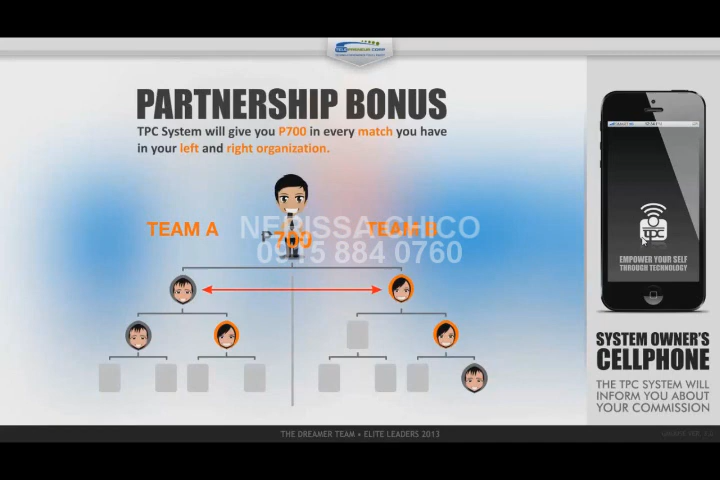 PARTNERSHIP BONUS
TPC System will give you P700 in every match you have
in your left and right organization.
TEAM A
TEAM B
P700
NERISSA CHICO
0915 884 0760
tpc
EMPOWER YOUR SELF
THROUGH TECHNOLOGY
SYSTEM OWNER'S
CELLPHONE
THE TPC SYSTEM WILL
INFORM YOU ABOUT
YOUR COMMISSION
THE DREAMER TEAM • ELITE LEADERS 2013